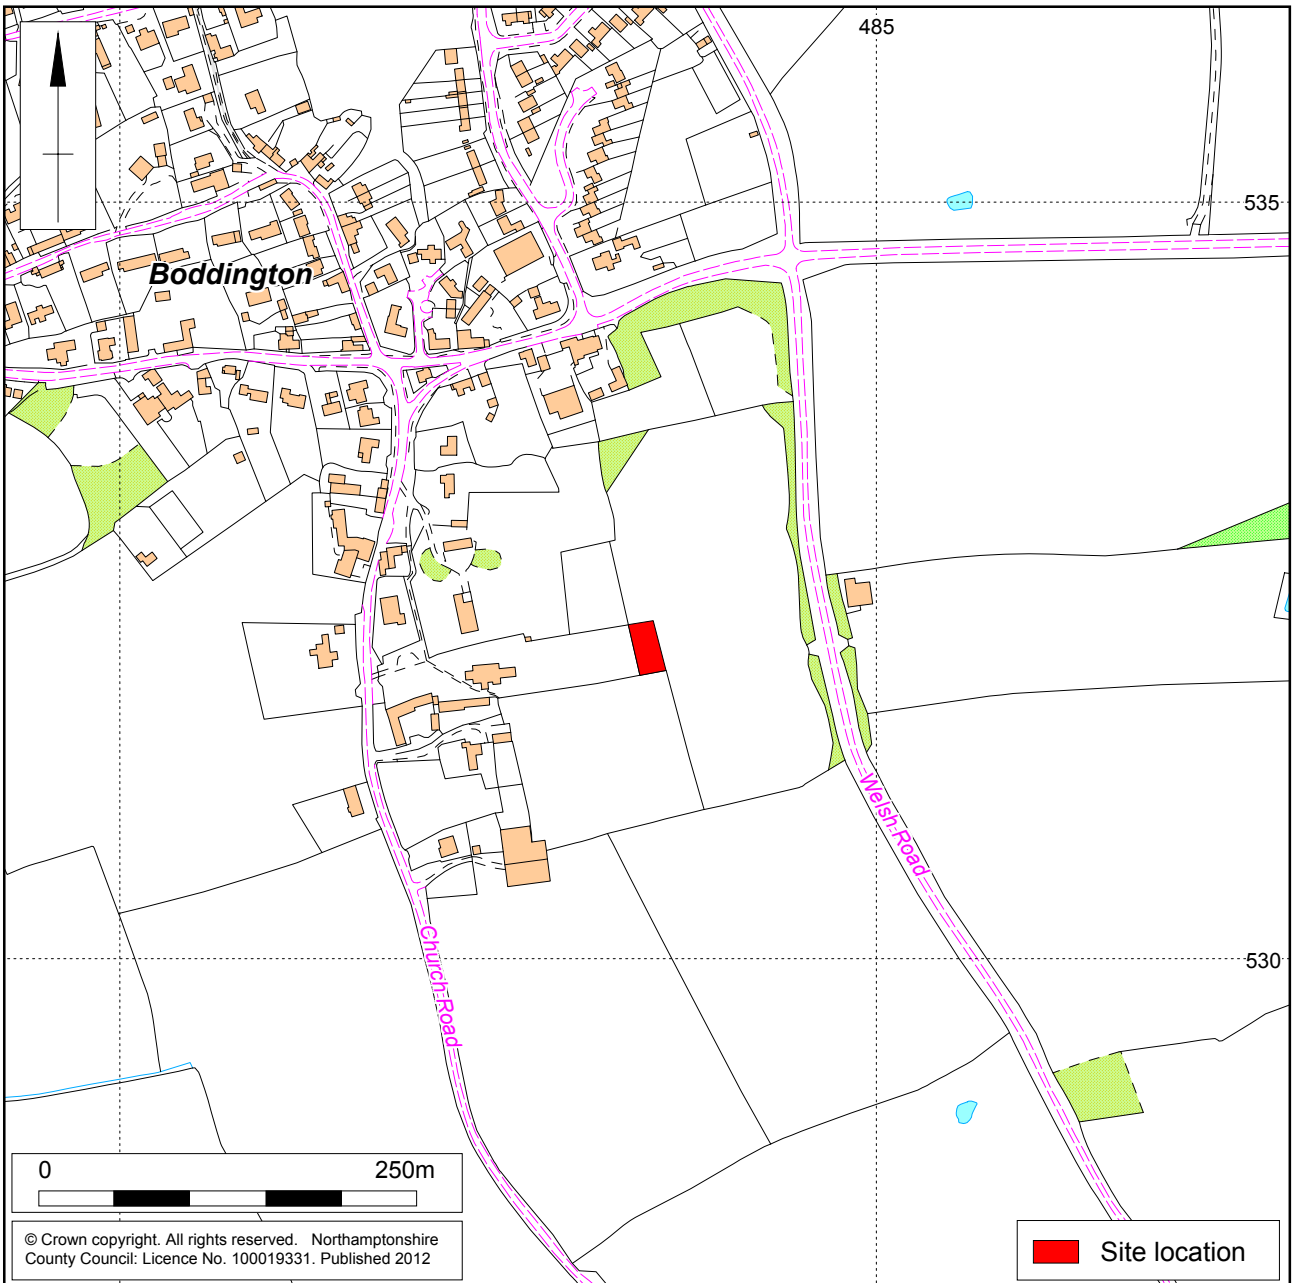 485
535
Boddington
Welsh Road
530
Church Road
0 250m
© Crown copyright. All rights reserved. Northamptonshire
County Council: Licence No. 100019331. Published 2012
Site location